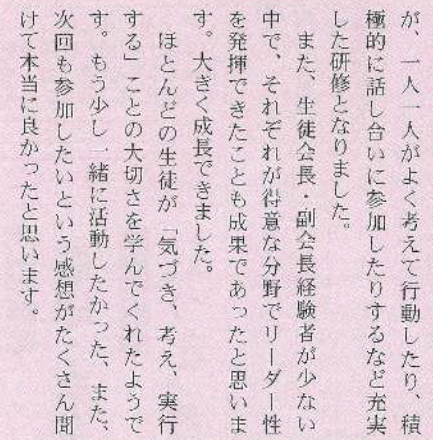 が、一人一人がよく考えて行動したり、積
極的に話し合いに参加したりするなど充実
した研修となりました。
また、生徒会長・副会長経験者が少ない
中で、それぞれが得意な分野でリーダー性
を発揮できたことも成果であったと思いま
す。大きく成長できました。
ほとんどの生徒が「気づき、考え、実行
する」ことの大切さを学んでくれたようで
す。もう少し一緒に活動したかった、また、
次回も参加したいという感想がたくさん聞
けて本当に良かったと思います。